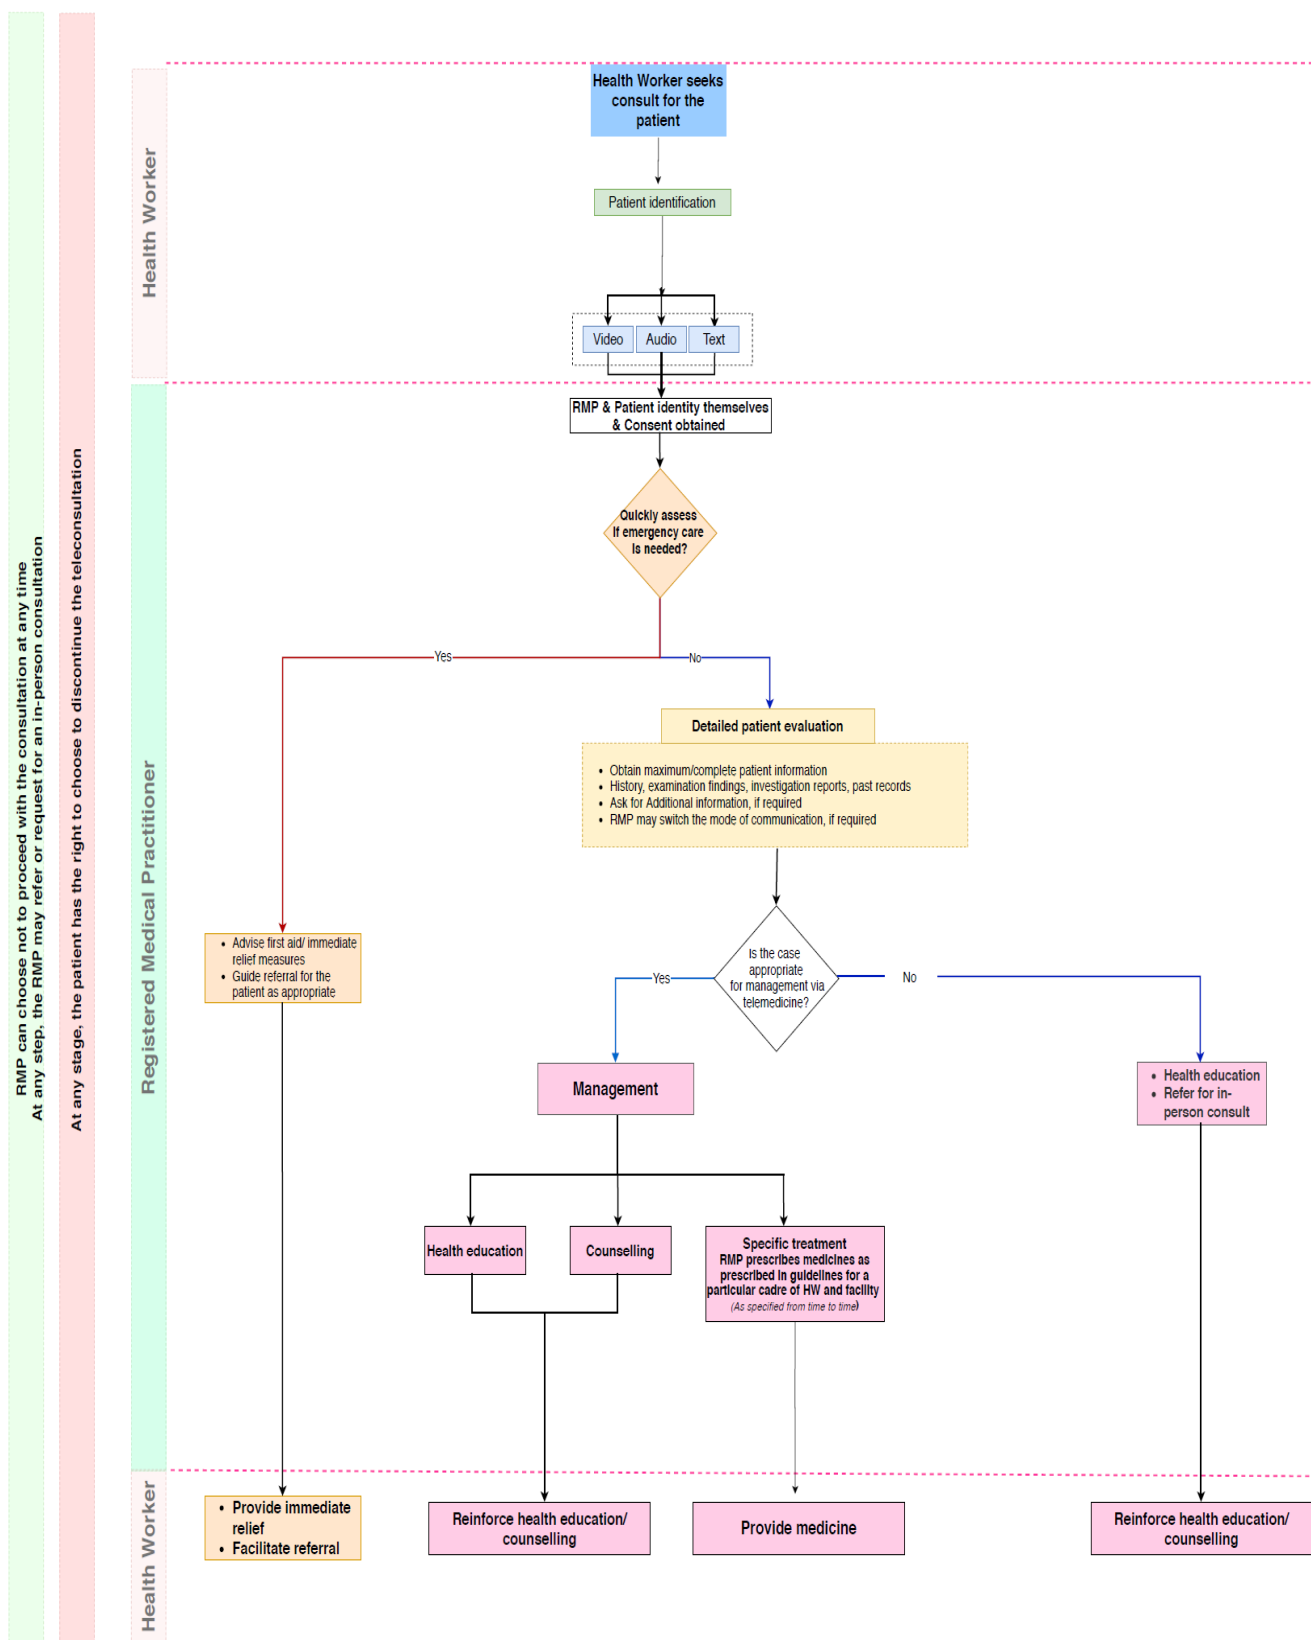 RMP can choose not to proceed with the consultation at any time
At any step, the RMP may refer or request for an in-person consultation
At any stage, the patient has the right to choose to discontinue the teleconsultation
Health Worker
Health Worker seeks
consult for the
patient
Patient identification
Video
Audio
Text
Registered Medical Practitioner
RMP & Patient identity themselves
& Consent obtained
Quickly assess
If emergency care
Is needed?
Yes
No
Detailed patient evaluation
• Obtain maximum/complete patient information
• History, examination findings, investigation reports, past records
• Ask for Additional information, if required
• RMP may switch the mode of communication, if required
• Advise first aid/ immediate
relief measures
• Guide referral for the
patient as appropriate
Is the case
appropriate
for management via
telemedicine?
Yes
No
Management
• Health education
• Refer for in-
person consult
Health education
Counselling
Specific treatment
RMP prescribes medicines as
prescribed in guidelines for a
particular cadre of HW and facility
(As specified from time to time)
Health Worker
• Provide immediate
relief
• Facilitate referral
Reinforce health education/
counselling
Provide medicine
Reinforce health education/
counselling